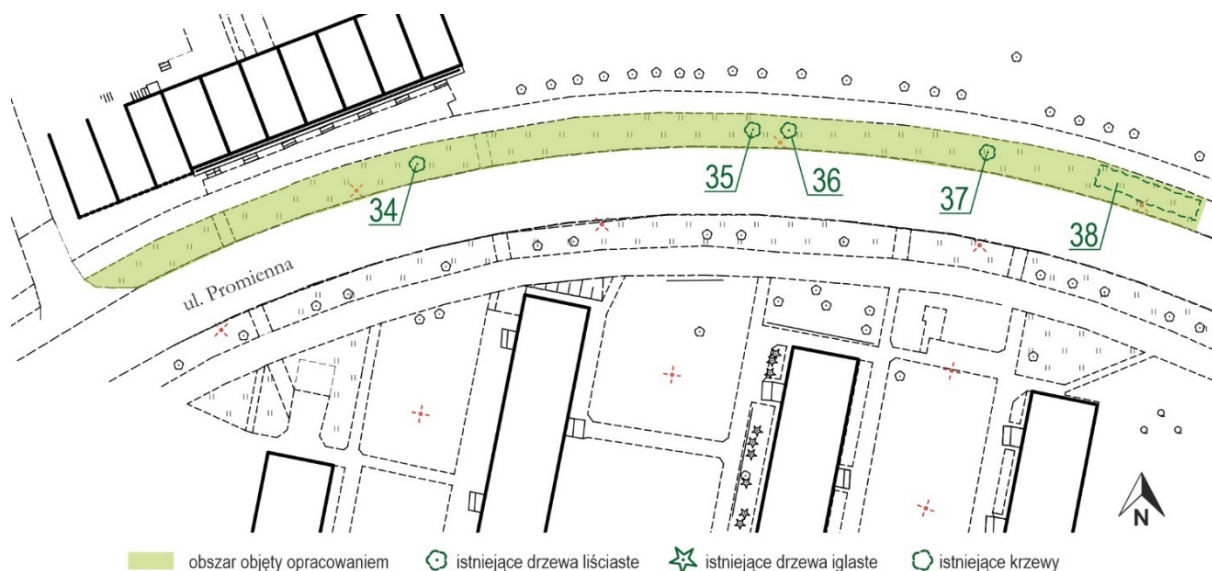 35
36
37
34
38
ul. Promienna
N
obszar objęty opracowaniem
istniejące drzewa liściaste
istniejące drzewa iglaste
istniejące krzewy